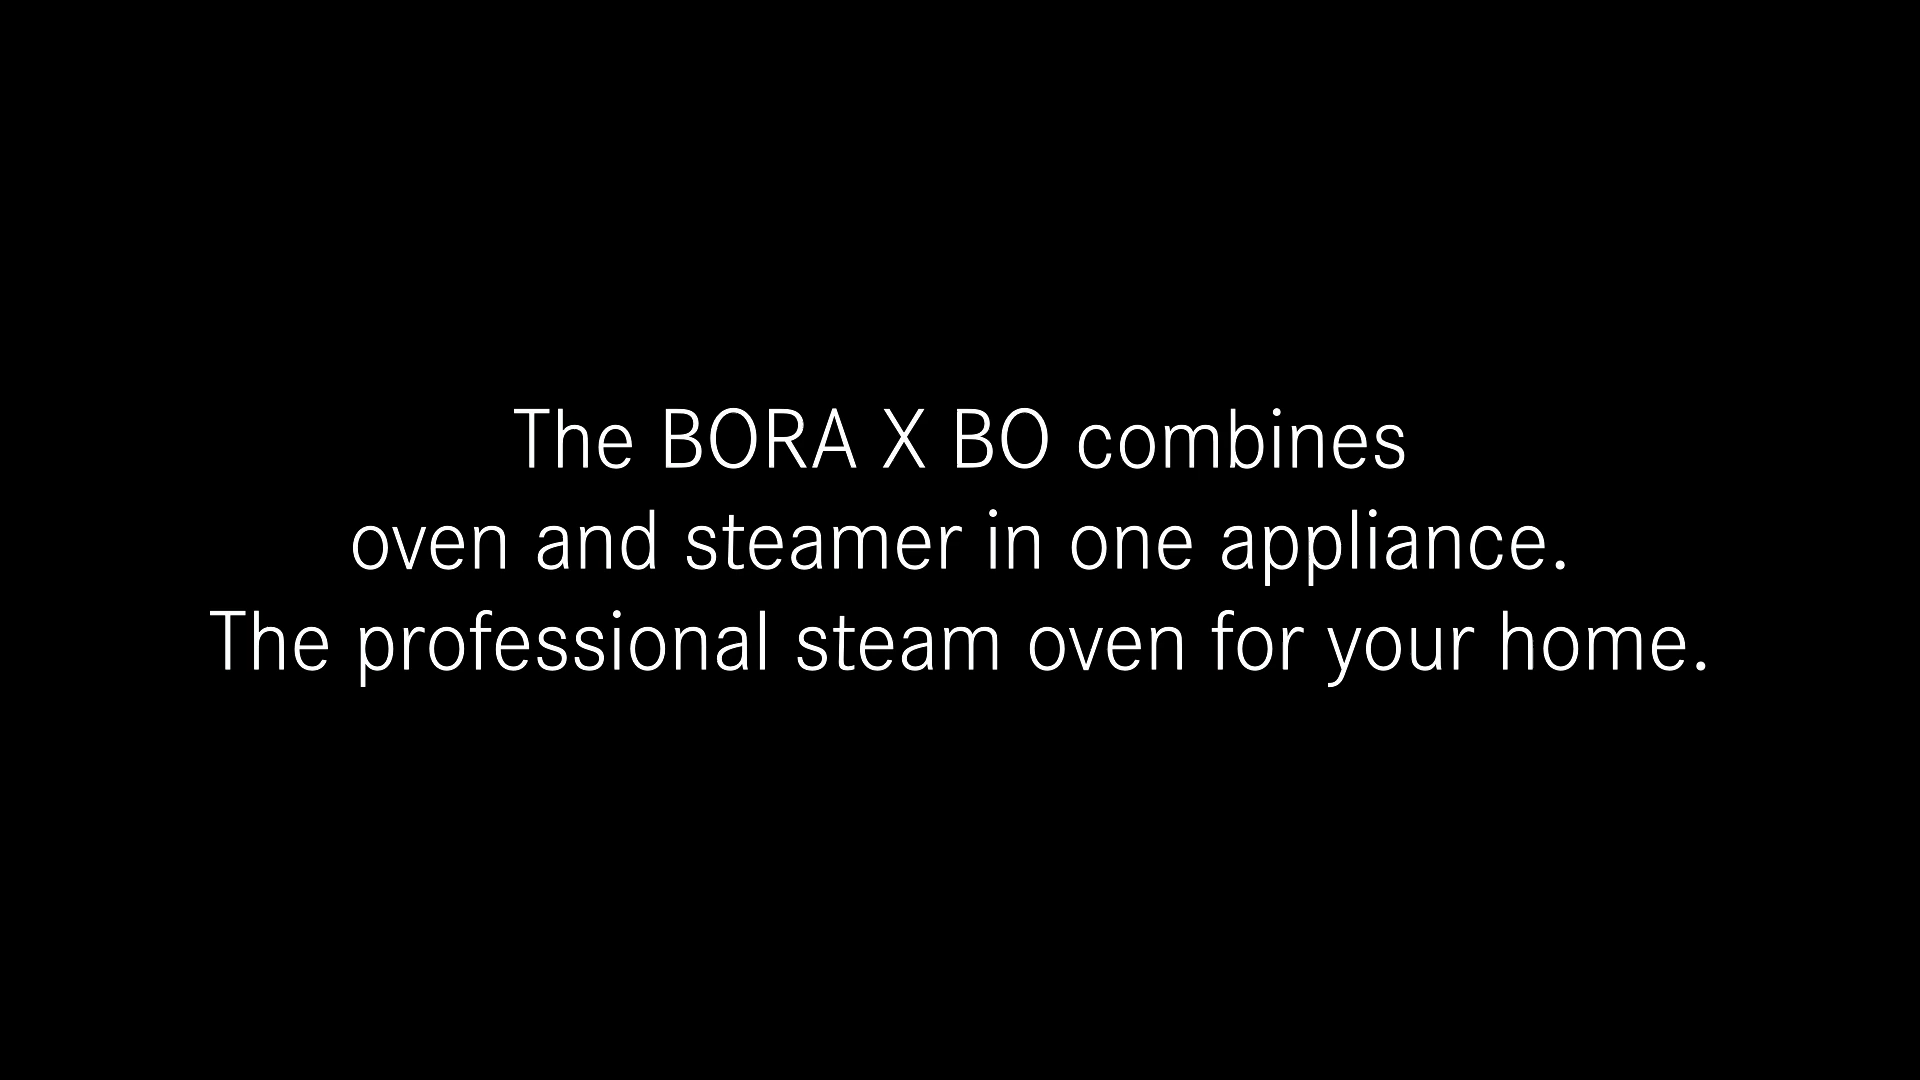 The BORA X BO combines
oven and steamer in one appliance.
The professional steam oven for your home.